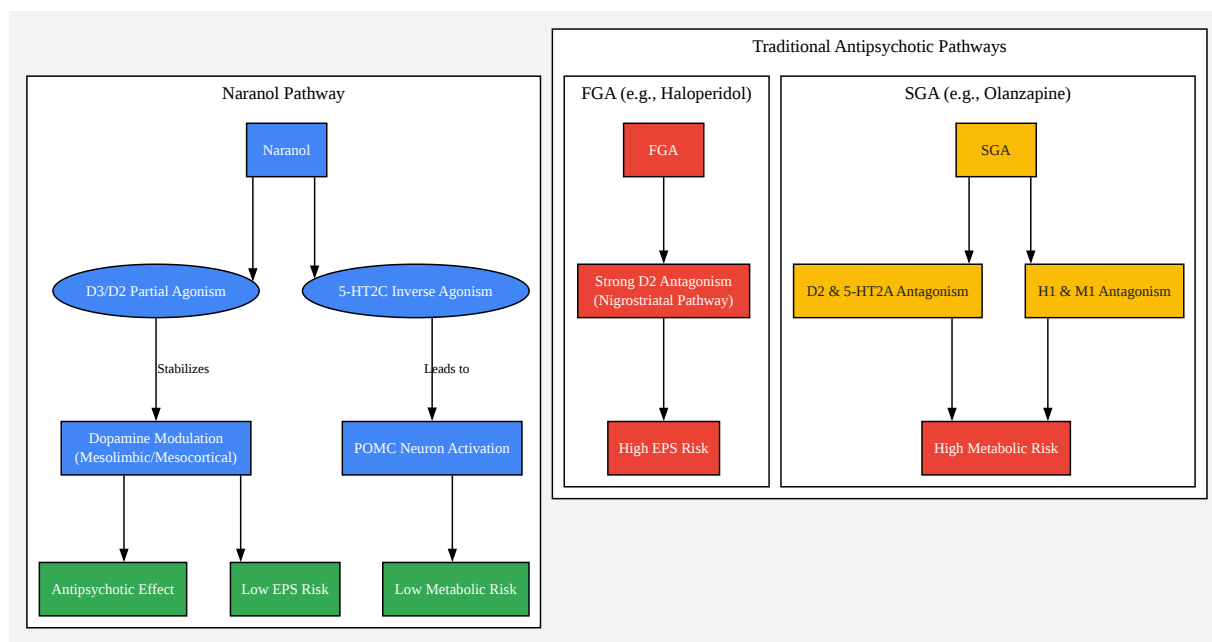 Naranol Pathway
Naranol
D3/D2 Partial Agonism
5-HT2C Inverse Agonism
Stabilizes
Leads to
Dopamine Modulation
(Mesolimbic/Mesocortical)
POMC Neuron Activation
Antipsychotic Effect
Low EPS Risk
Low Metabolic Risk
Traditional Antipsychotic Pathways
FGA (e.g., Haloperidol)
FGA
Strong D2 Antagonism
(Nigrostriatal Pathway)
High EPS Risk
SGA (e.g., Olanzapine)
SGA
D2 & 5-HT2A Antagonism
H1 & M1 Antagonism
High Metabolic Risk